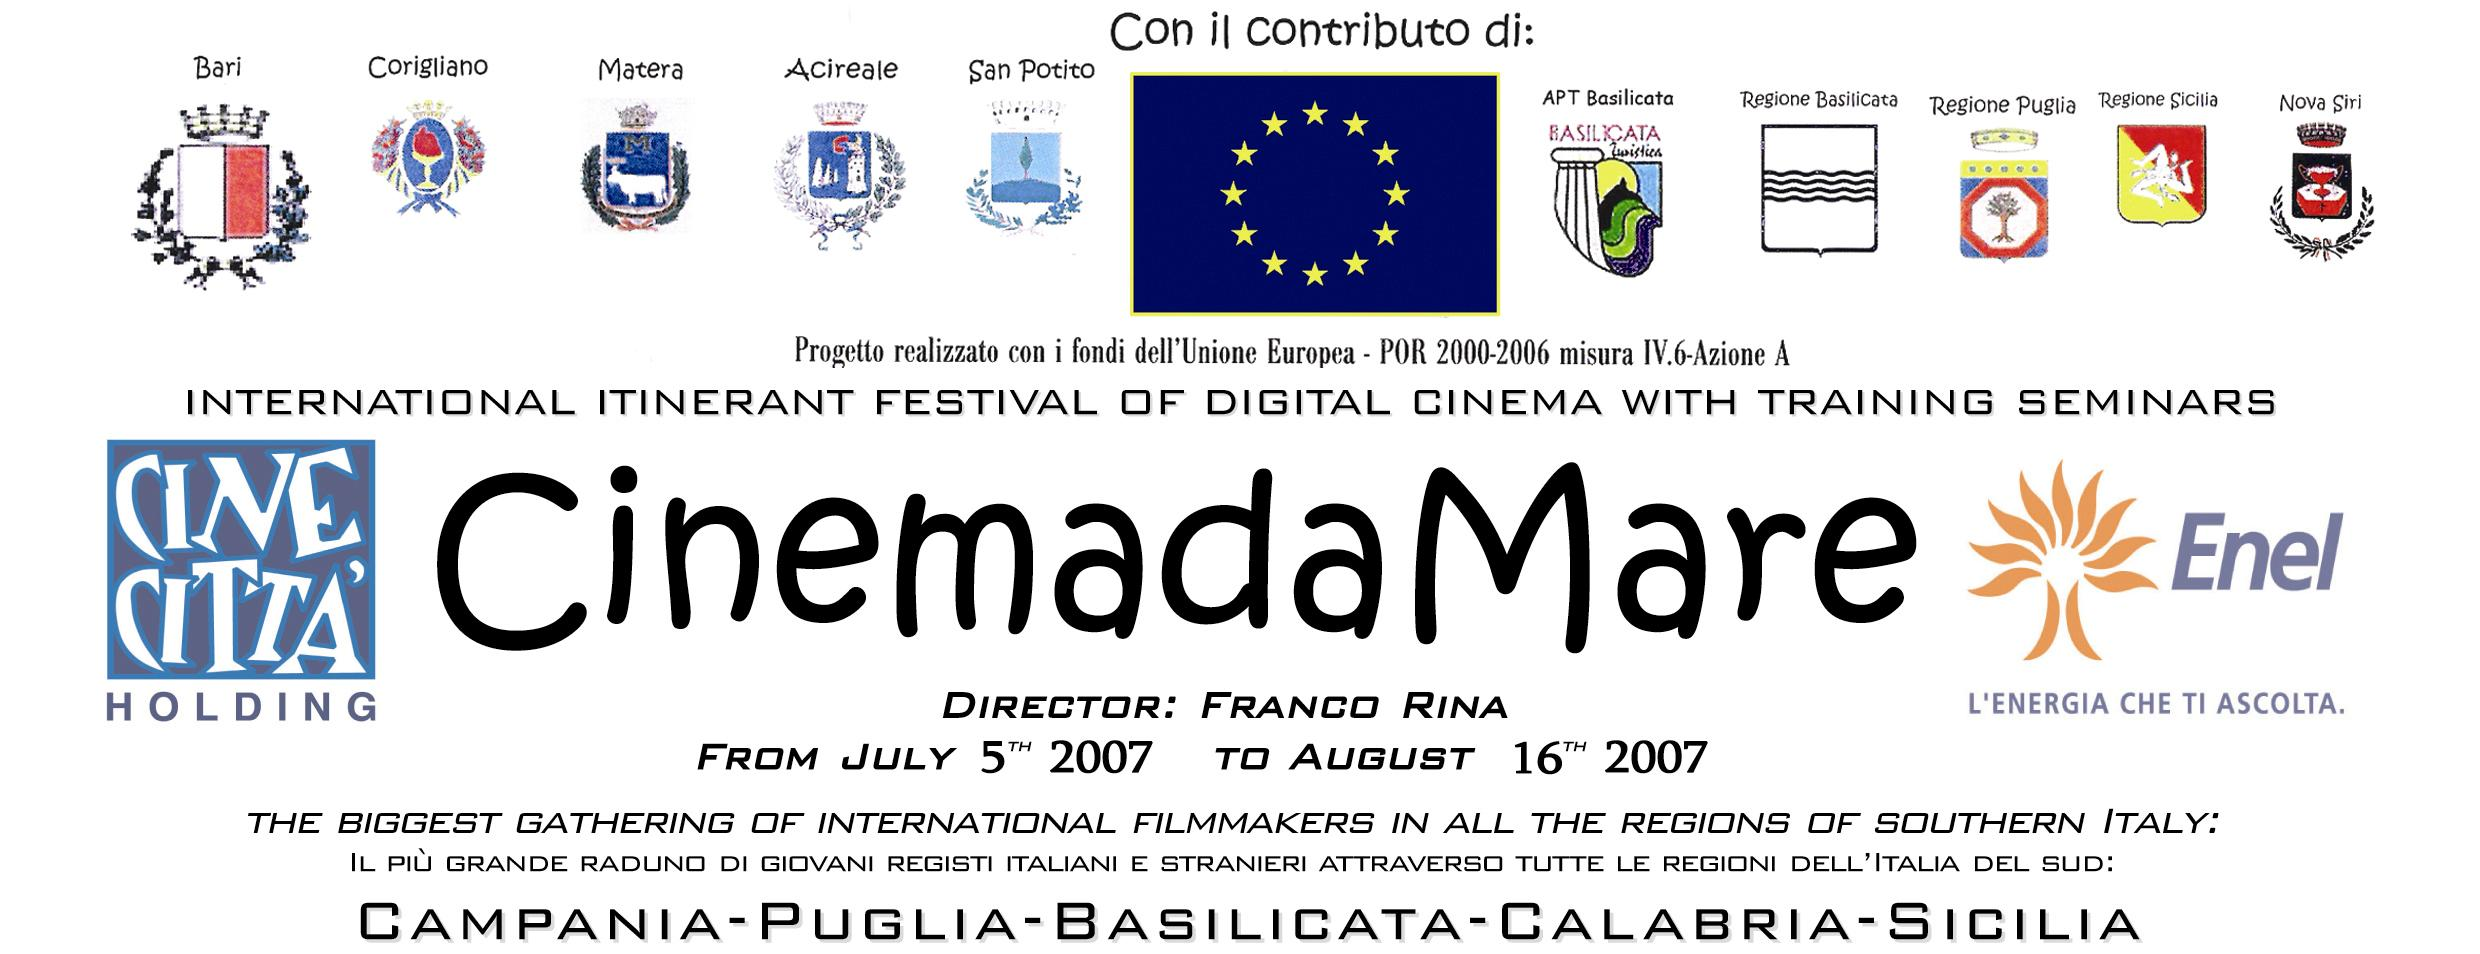 Con il contributo di:
Bari
Corigliano
Matera
Acireale
San Potito
APT Basilicata
Regione Basilicata
Regione Puglia
Regione Sicilia
Nova Siri
M
BASILICATA
Turistica
Progetto realizzato con i fondi dell'Unione Europea - POR 2000-2006 misura IV.6-Azione A
INTERNATIONAL ITINERANT FESTIVAL OF DIGITAL CINEMA WITH TRAINING SEMINARS
CINE
CITTA'
HOLDING
CinemadaMare
Enel
L'ENERGIA CHE TI ASCOLTA.
DIRECTOR: FRANCO RINA
FROM JULY 5TH 2007 TO AUGUST 16TH 2007
THE BIGGEST GATHERING OF INTERNATIONAL FILMMAKERS IN ALL THE REGIONS OF SOUTHERN ITALY:
IL PIÙ GRANDE RADUNO DI GIOVANI REGISTI ITALIANI E STRANIERI ATTRAVERSO TUTTE LE REGIONI DELL'ITALIA DEL SUD:
CAMPANIA-PUGLIA-BASILICATA-CALABRIA-SICILIA